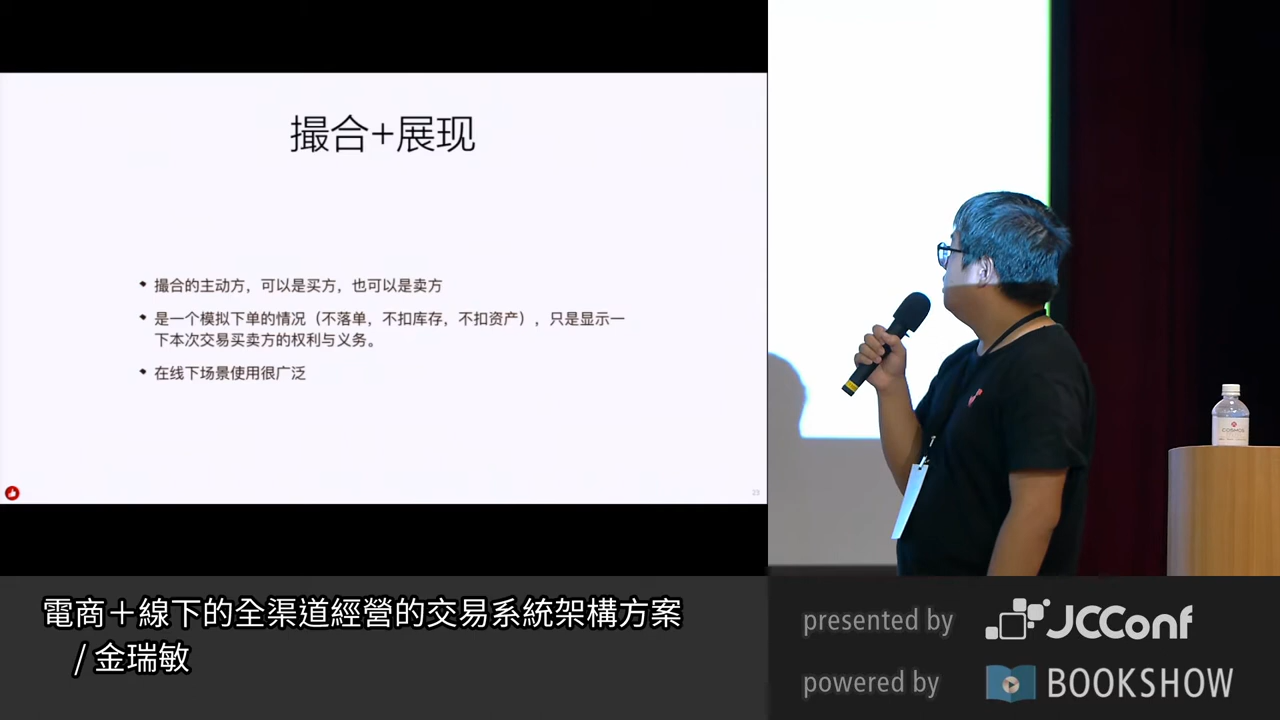 撮合+展现
撮合的主动方，可以是买方，也可以是卖方
是一个模拟下单的情况（不落单，不扣库存，不扣资产），只是显示一
下本次交易买卖方的权利与义务。
在线下场景使用很广泛
23
電商＋線下的全渠道經營的交易系統架構方案
/ 金瑞敏
presented by JCConf
powered by BOOKSHOW